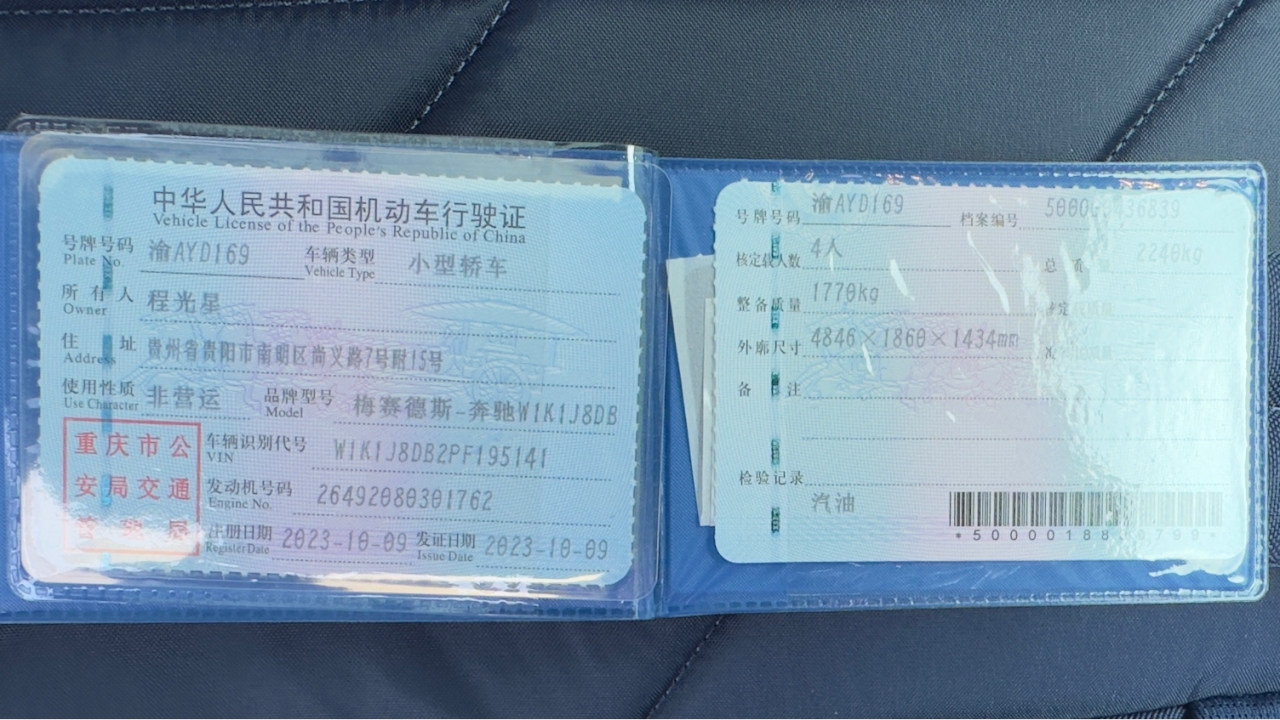 中华人民共和国机动车行驶证
Vehicle License of the People's Republic of China
号牌号码 渝AYD169 车辆类型 小型轿车
Plate No. Vehicle Type
所有人 程光星
Owner
住址 贵州省贵阳市南明区尚义路7号附15号
Address
使用性质 非营运 品牌型号 梅赛德斯-奔驰W1K1J8DB
Use Character Model
重庆市公
安局交通
车辆识别代号 W1K1J8DB2PF195141
VIN
发动机号码 26492080301762
Engine No.
注册日期 2023-10-09 发证日期 2023-10-09
Register Date Issue Date
号牌号码 渝AYD169 档案编号
核定载人数 4人 总质量 2240kg
整备质量 1770kg
外廓尺寸 4846×1860×1434mm
备注
检验记录
汽油